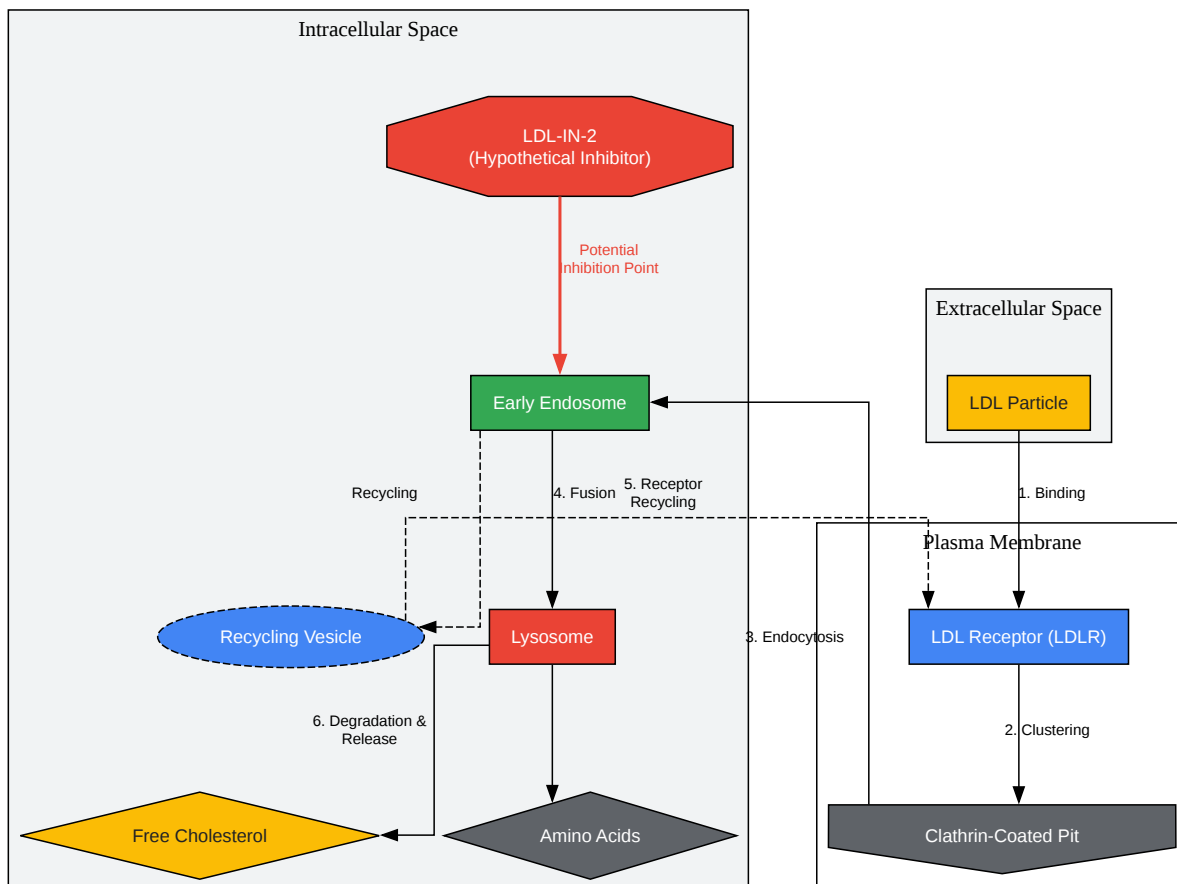 Intracellular Space
LDL-IN-2
(Hypothetical Inhibitor)
Potential
Inhibition Point
Extracellular Space
LDL Particle
Early Endosome
Recycling
4. Fusion
5. Receptor
Recycling
1. Binding
Plasma Membrane
Recycling Vesicle
Lysosome
3. Endocytosis
LDL Receptor (LDLR)
6. Degradation &
Release
2. Clustering
Free Cholesterol
Amino Acids
Clathrin-Coated Pit